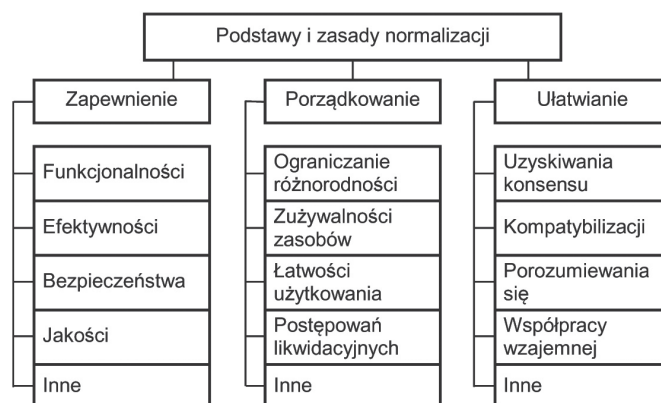 Podstawy i zasady normalizacji
Zapewnienie
Funkcjonalności
Efektywności
Bezpieczeństwa
Jakości
Inne
Porządkowanie
Ograniczanie
różnorodności
Zużywalności
zasobów
Łatwości
użytkowania
Postępowań
likwidacyjnych
Inne
Ułatwianie
Uzyskiwania
konsensu
Kompatybilizacji
Porozumiewania
się
Współpracy
wzajemnej
Inne